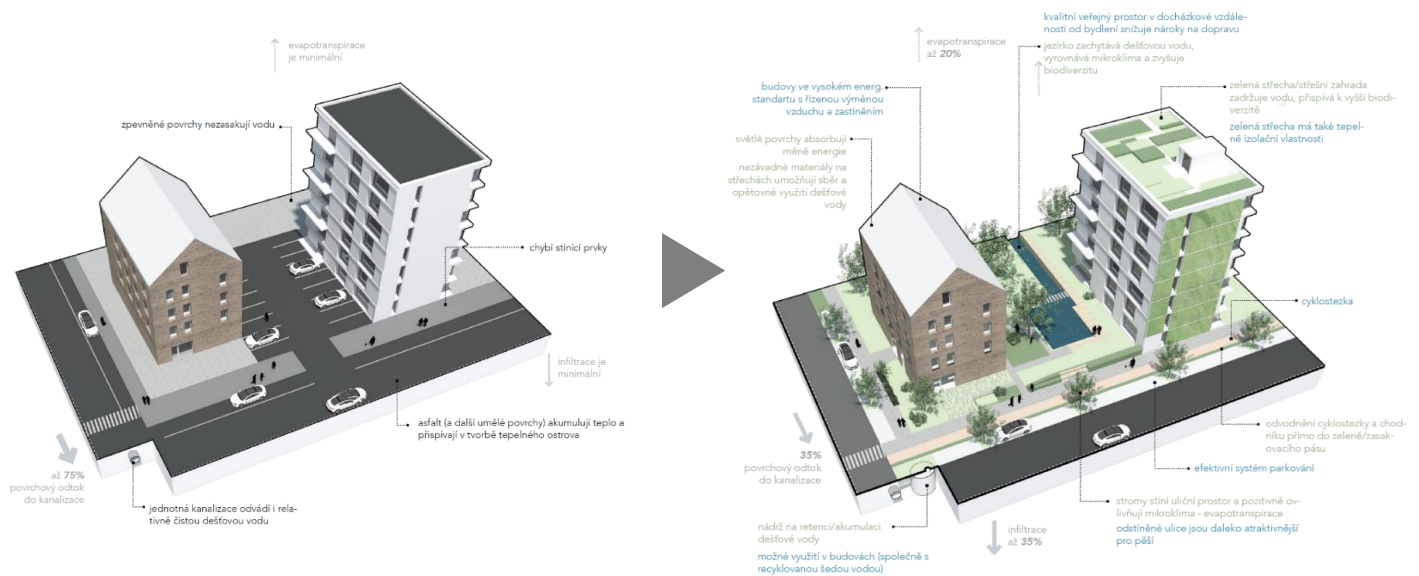 evapotranspirace
je minimální
zpevněné povrchy nezasakují vodu
chybí stínicí prvky
infiltrace je
minimální
asfalt (a další umělé povrchy) akumulují teplo a
přispívají v tvorbě tepelného ostrova
až 75%
povrchový odtok
do kanalizace
jednotná kanalizace odvádí i rela-
tivně čistou dešťovou vodu
kvalitní veřejný prostor v docházkové vzdále-
nosti od bydlení snižuje nároky na dopravu
evapotranspirace
až 20%
jezírko zachytává dešťovou vodu,
vyrovnává mikroklima a zvyšuje
biodiverzitu
budovy ve vysokém energ.
standartu s řízenou výměnou
vzduchu a zastíněním
zelená střecha/střešní zahrada
zadržuje vodu, přispívá k vyšší biodi-
verzitě
zelená střecha má také tepel-
ně izolační vlastnosti
světlé povrchy absorbují
méně energie
nezávadné materiály na
střechách umožňují sběr a
opětovné využití dešťové
vody
cyklostezka
odvodnění cyklostezky a chod-
níku přímo do zeleně/zasak-
ovacího pásu
35%
povrchový odtok
do kanalizace
efektivní systém parkování
stromy stíní uliční prostor a pozitivně ov-
livňují mikroklima - evapotranspirace
odstíněné ulice jsou daleko atraktivnější
pro pěší
nádrž na retenci/akumulaci
dešťové vody
možné využití v budovách (společně s
recyklovanou šedou vodou)
infiltrace
až 35%